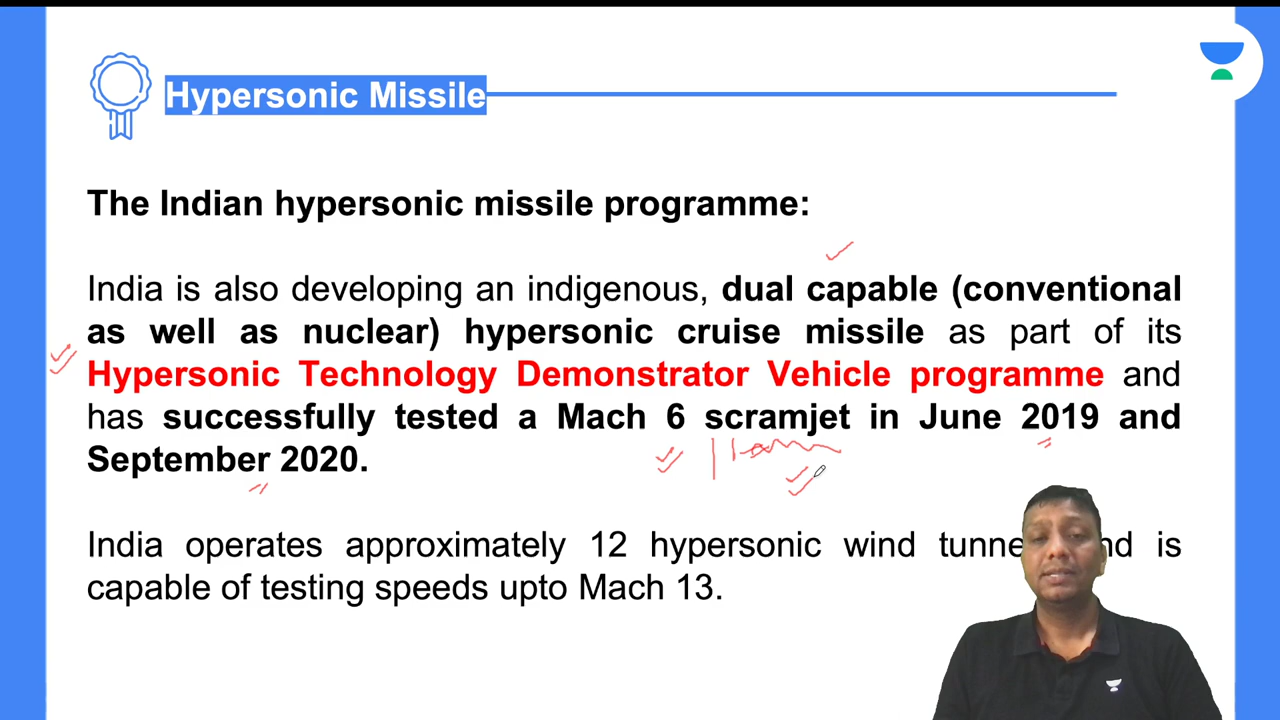 Hypersonic Missile
The Indian hypersonic missile programme:
India is also developing an indigenous, dual capable (conventional
as well as nuclear) hypersonic cruise missile as part of its
Hypersonic Technology Demonstrator Vehicle programme and
has successfully tested a Mach 6 scramjet in June 2019 and
September 2020.
India operates approximately 12 hypersonic wind is
capable of testing speeds upto Mach 13.